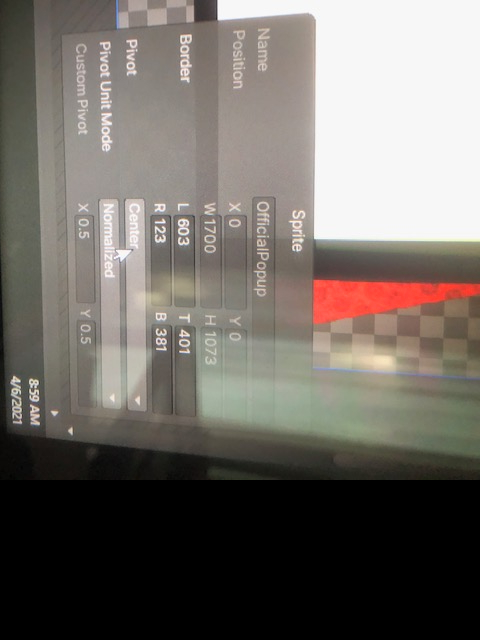 Sprite
Name OfficialPopup
Position X 0 Y 0
W 1700 H 1073
Border L 603 T 401
R 123 B 381
Pivot Center
Pivot Unit Mode Normalized
Custom Pivot X 0.5 Y 0.5
8:59 AM
4/6/2021